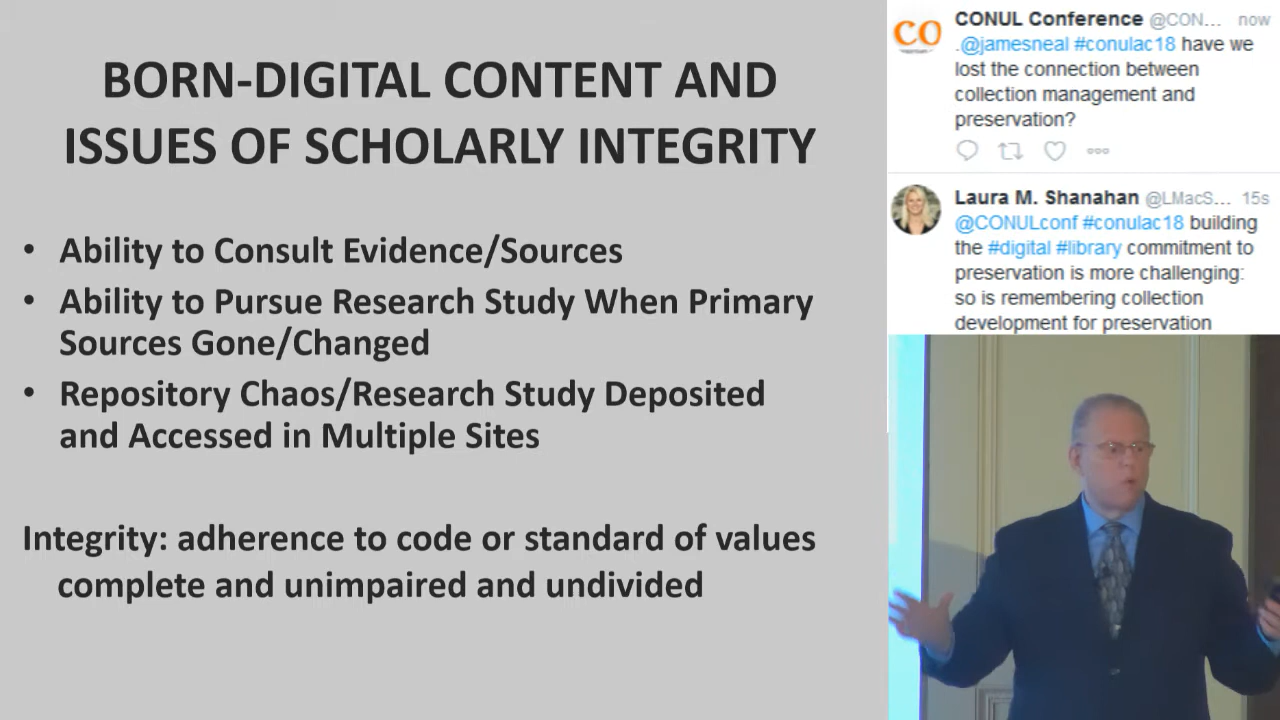 BORN-DIGITAL CONTENT AND
ISSUES OF SCHOLARLY INTEGRITY
• Ability to Consult Evidence/Sources
• Ability to Pursue Research Study When Primary
Sources Gone/Changed
• Repository Chaos/Research Study Deposited
and Accessed in Multiple Sites
Integrity: adherence to code or standard of values
complete and unimpaired and undivided
CO
CONUL Conference @CON... now
.@jamesneal #conulac18 have we
lost the connection between
collection management and
preservation?
Laura M. Shanahan @LMacS... 15s
@CONULconf #conulac18 building
the #digital #library commitment to
preservation is more challenging:
so is remembering collection
development for preservation